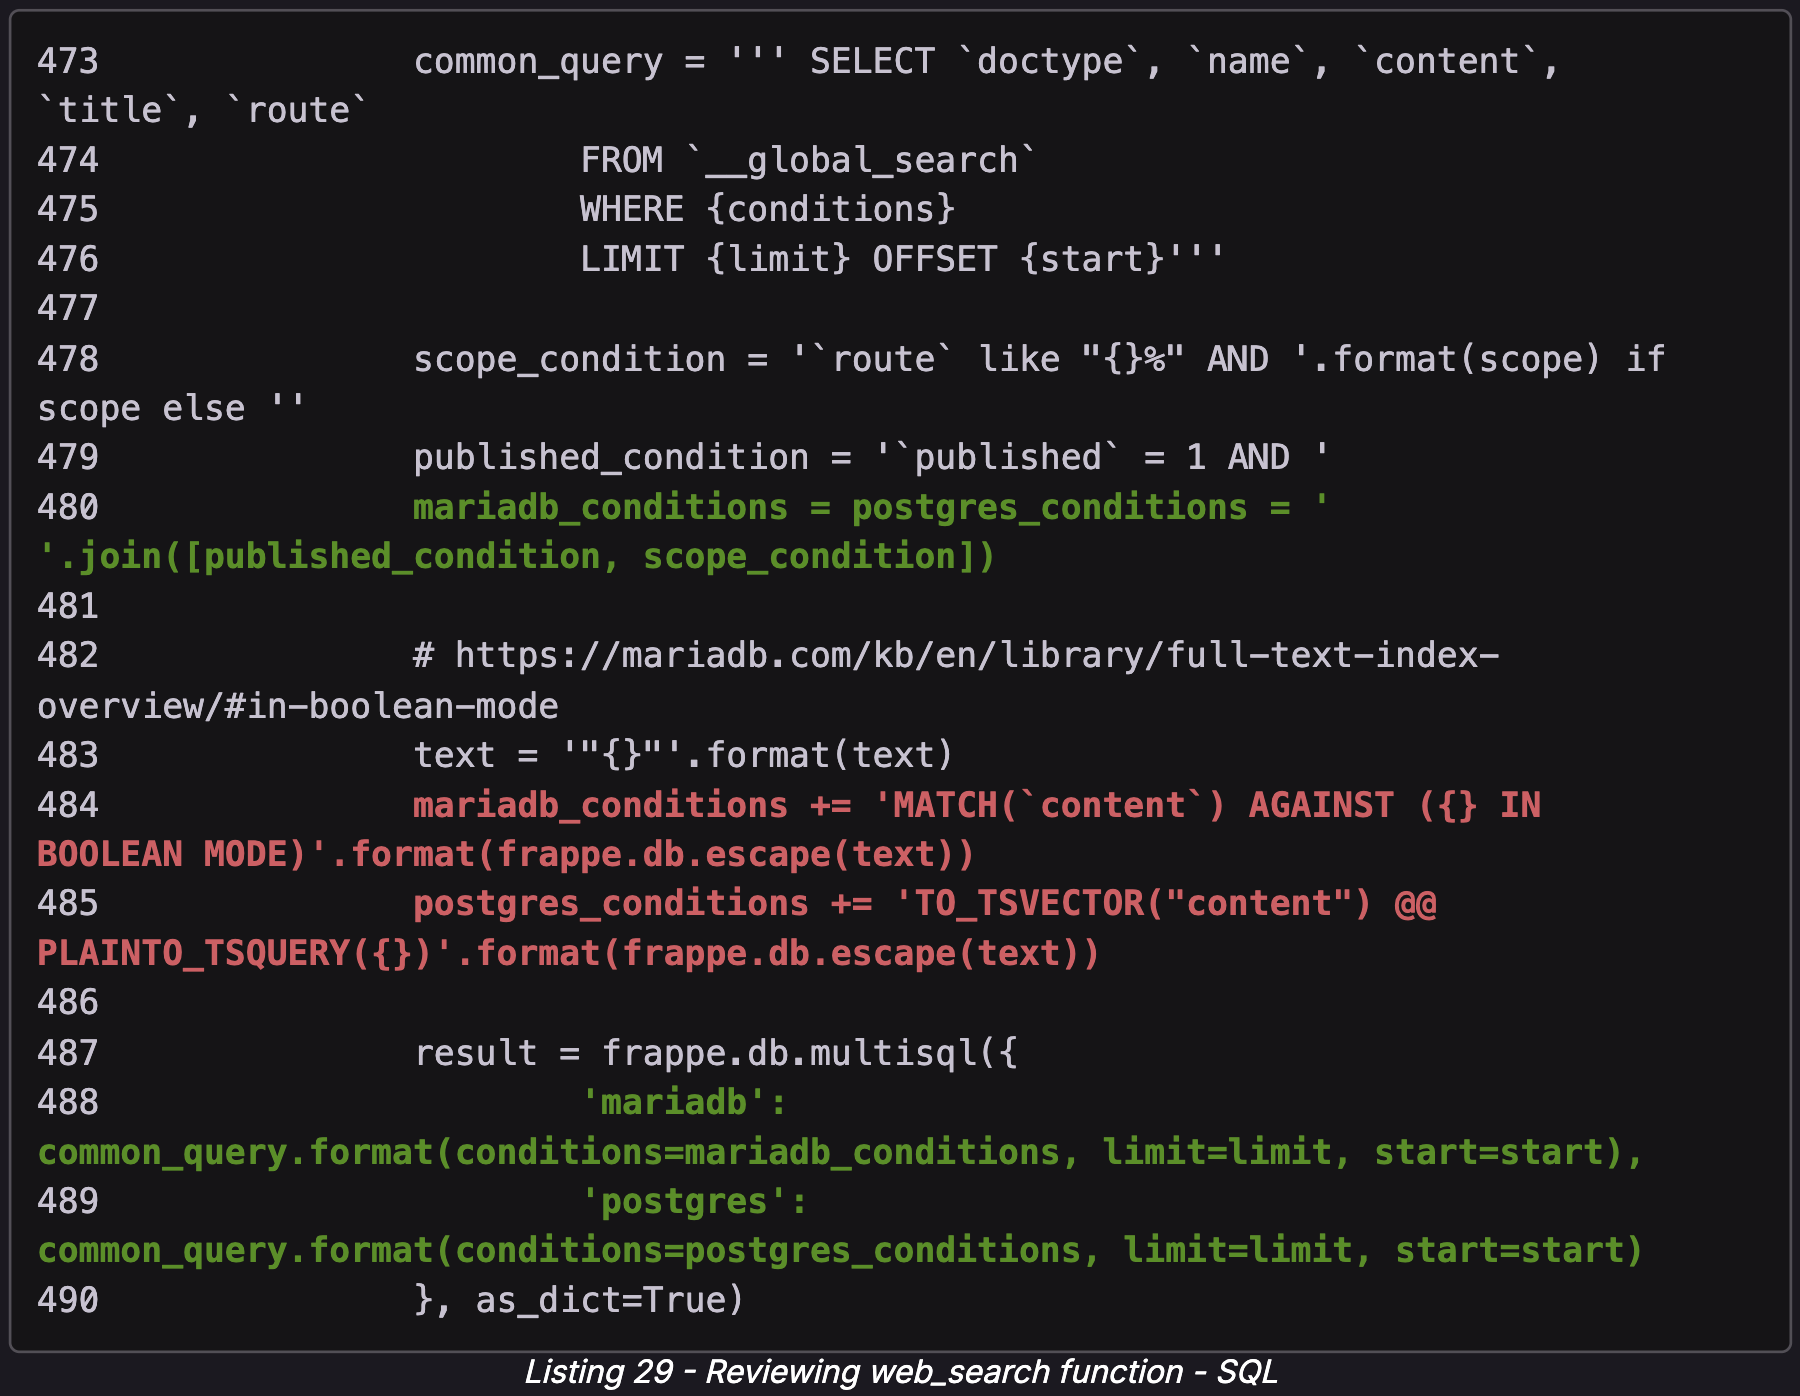 473               common_query = ''' SELECT `doctype`, `name`, `content`,
`title`, `route`
474                       FROM `__global_search`
475                       WHERE {conditions}
476                       LIMIT {limit} OFFSET {start}'''
477
478               scope_condition = '`route` like "{}%" AND '.format(scope) if
scope else ''
479               published_condition = '`published` = 1 AND '
480               mariadb_conditions = postgres_conditions = '
'.join([published_condition, scope_condition])
481
482               # https://mariadb.com/kb/en/library/full-text-index-
overview/#in-boolean-mode
483               text = '"{}"'.format(text)
484               mariadb_conditions += 'MATCH(`content`) AGAINST ({} IN
BOOLEAN MODE)'.format(frappe.db.escape(text))
485               postgres_conditions += 'TO_TSVECTOR("content") @@
PLAINTO_TSQUERY({})'.format(frappe.db.escape(text))
486
487               result = frappe.db.multisql({
488                       'mariadb':
common_query.format(conditions=mariadb_conditions, limit=limit, start=start),
489                       'postgres':
common_query.format(conditions=postgres_conditions, limit=limit, start=start)
490               }, as_dict=True)
Listing 29 - Reviewing web_search function - SQL